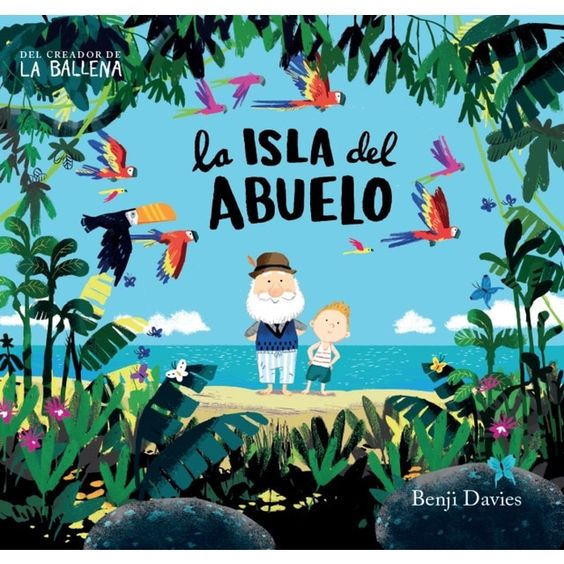 DEL CREADOR DE
LA BALLENA
la ISLA del
ABUELO
Benji Davies